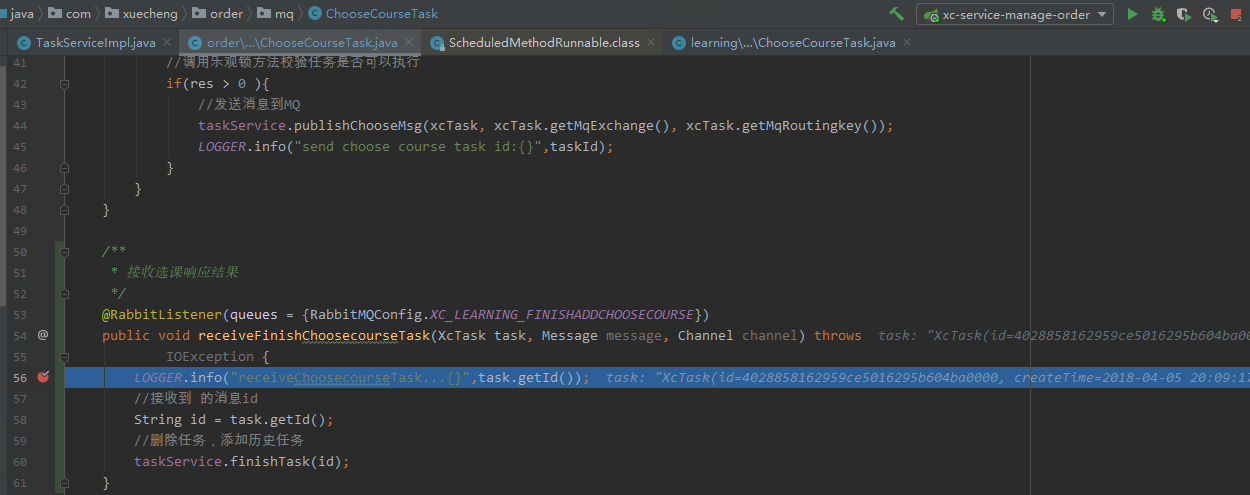 java > com > xuecheng > order > mq > ChooseCourseTask xc-service-manage-order
TaskServiceImpl.java order\...\ChooseCourseTask.java ScheduledMethodRunnable.class learning\...\ChooseCourseTask.java
41 //调用乐观锁方法校验任务是否可以执行
42 if(res > 0 ){
43 //发送消息到MQ
44 taskService.publishChooseMsg(xcTask, xcTask.getMqExchange(), xcTask.getMqRoutingkey());
45 LOGGER.info("send choose course task id:{}",taskId);
46 }
47 }
48 }
49
50 /**
51 * 接收选课响应结果
52 */
53 @RabbitListener(queues = {RabbitMQConfig.XC_LEARNING_FINISHADDCHOOSECOURSE})
54 @ public void receiveFinishChoosecourseTask(XcTask task, Message message, Channel channel) throws task: "XcTask(id=4028858162959ce5016295b604ba00
55 IOException {
56 LOGGER.info("receiveChoosecourseTask...{}",task.getId()); task: "XcTask(id=4028858162959ce5016295b604ba0000, createTime=2018-04-05 20:09:17
57 //接收到 的消息id
58 String id = task.getId();
59 //删除任务，添加历史任务
60 taskService.finishTask(id);
61 }